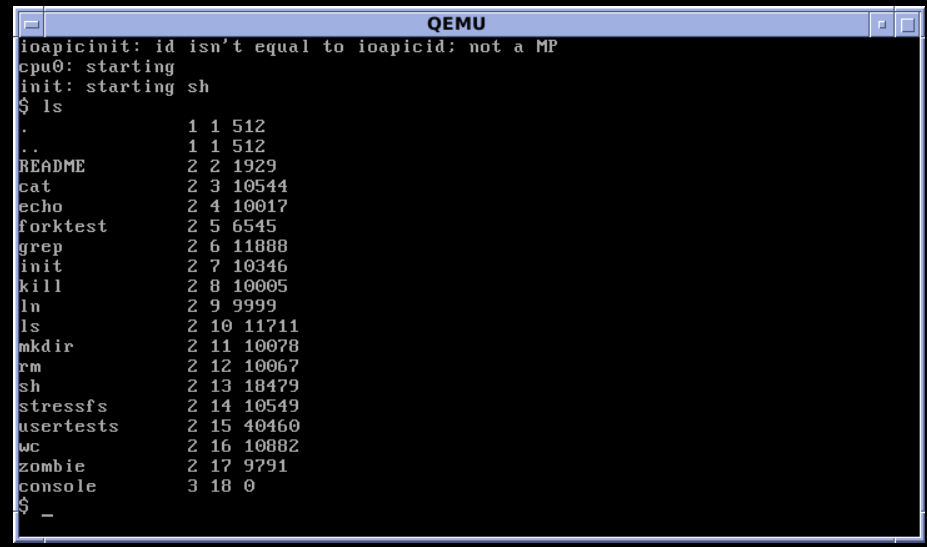 QEMU
ioapicinit: id isn't equal to ioapicid; not a MP
cpu0: starting
init: starting sh
$ ls
.              1 1 512
..             1 1 512
README         2 2 1929
cat            2 3 10544
echo           2 4 10017
forktest       2 5 6545
grep           2 6 11888
init           2 7 10346
kill           2 8 10005
ln             2 9 9999
ls             2 10 11711
mkdir          2 11 10078
rm             2 12 10067
sh             2 13 18479
stressfs       2 14 10549
usertests      2 15 40460
wc             2 16 10882
zombie         2 17 9791
console        3 18 0
$ _